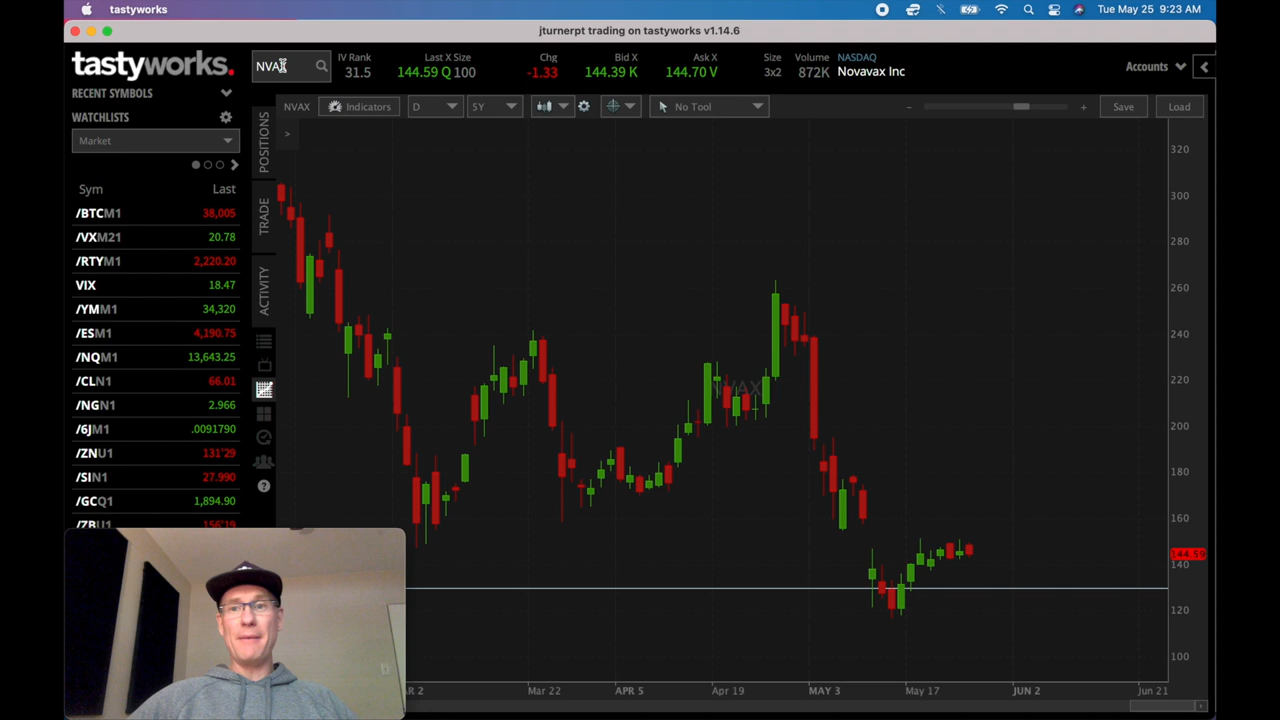 tastyworks
Tue May 25 9:23 AM
jturnerpt trading on tastyworks v1.14.6
tastyworks.
NVAX
IV Rank
31.5
Last X Size
144.59 Q 100
Chg
-1.33
Bid X
144.39 K
Ask X
144.70 V
Size
3x2
Volume
872K
NASDAQ
Novavax Inc
Accounts
RECENT SYMBOLS
WATCHLISTS
Market
Sym Last
/BTCM1 38,005
/VXM21 20.78
/RTYM1 2,220.20
VIX 18.47
/YMM1 34,320
/ESM1 4,190.75
/NQM1 13,643.25
/CLN1 66.01
/NGN1 2.966
/6JM1 .0091790
/ZNU1 131'29
/SIN1 27.990
/GCQ1 1,894.90
/ZBU1 156'19
POSITIONS
TRADE
ACTIVITY
NVAX Indicators D 5Y No Tool - + Save Load
>
NVAX
320
300
280
260
240
220
200
180
160
144.59
140
120
100
AR 2 Mar 22 APR 5 Apr 19 MAY 3 May 17 JUN 2 Jun 21